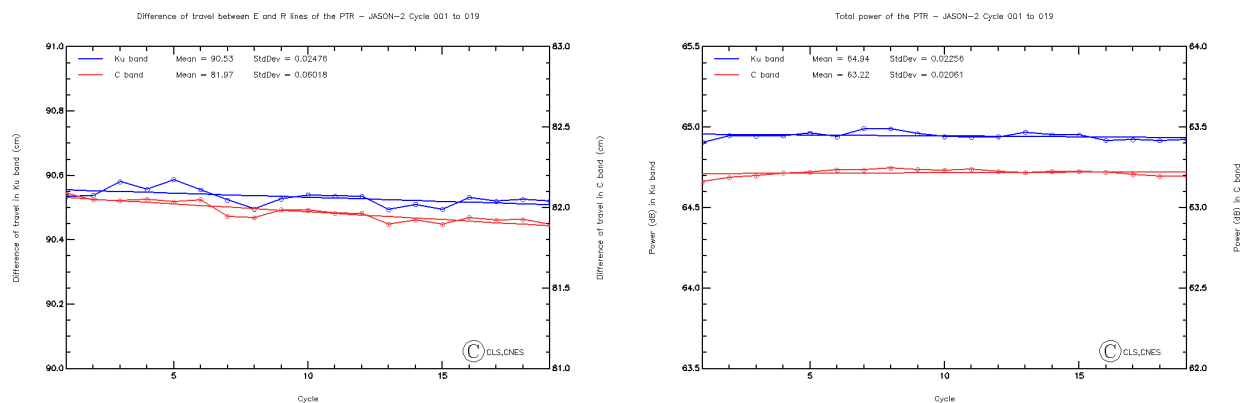 Difference of travel between E and R lines of the PTR - JASON-2 Cycle 001 to 019
91.0
90.8
90.6
90.4
90.2
90.0
83.0
82.5
82.0
81.5
81.0
Ku band Mean = 90.53 StdDev = 0.02476
C band Mean = 81.97 StdDev = 0.06018
Difference of travel in Ku band (cm)
Difference of travel in C band (cm)
© CLS,CNES
5 10 15
Cycle
Total power of the PTR - JASON-2 Cycle 001 to 019
65.5
65.0
64.5
64.0
63.5
64.0
63.5
63.0
62.5
62.0
Ku band Mean = 64.94 StdDev = 0.02256
C band Mean = 63.22 StdDev = 0.02061
Power (dB) in Ku band
Power (dB) in C band
© CLS,CNES
5 10 15
Cycle